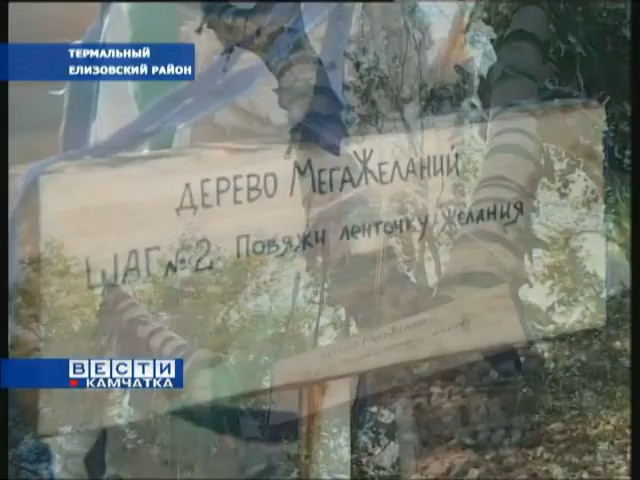 ТЕРМАЛЬНЫЙ
ЕЛИЗОВСКИЙ РАЙОН
ДЕРЕВО МЕГАЖЕЛАНИЙ
ШАГ №2. ПОВЯЖИ ЛЕНТОЧКУ ЖЕЛАНИЯ
ВЕСТИ
КАМЧАТКА